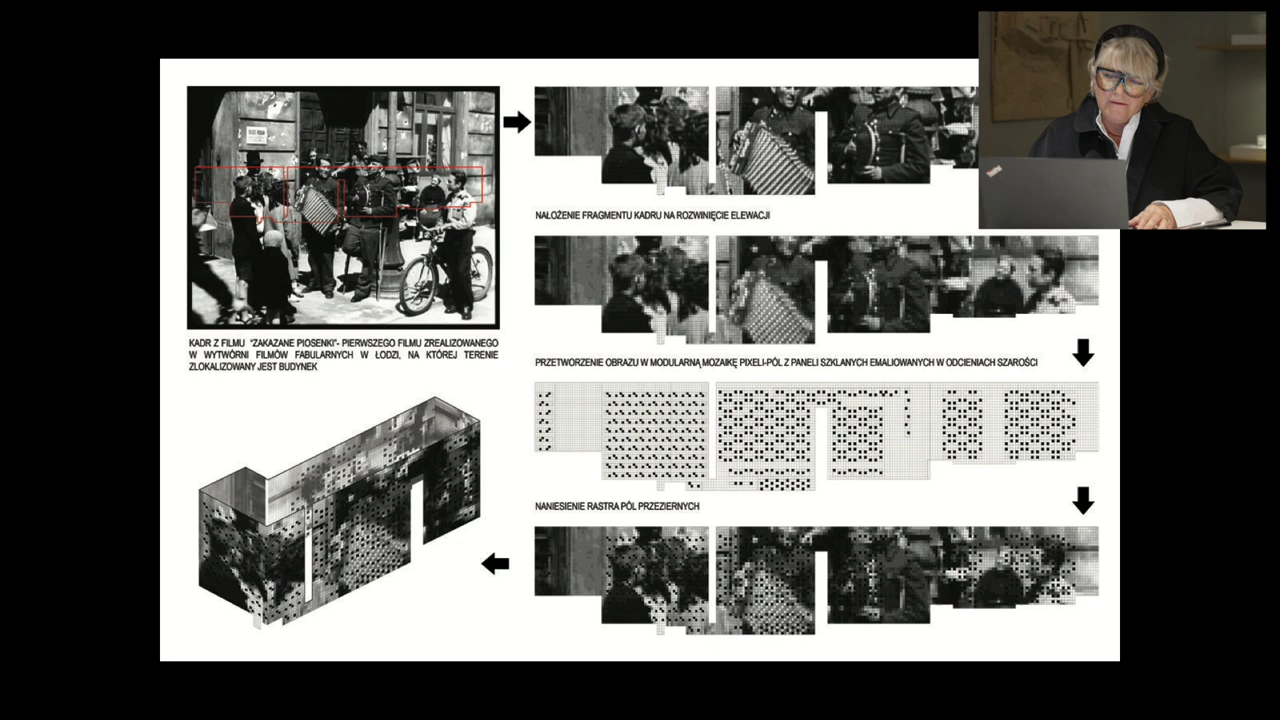 NAŁOŻENIE FRAGMENTU KADRU NA ROZWINIĘCIE ELEWACJI
KADR Z FILMU "ZAKAZANE PIOSENKI"- PIERWSZEGO FILMU ZREALIZOWANEGO
W WYTWÓRNI FILMÓW FABULARNYCH W ŁODZI, NA KTÓREJ TERENIE
ZLOKALIZOWANY JEST BUDYNEK
PRZETWORZENIE OBRAZU W MODULARNĄ MOZAIKĘ PIXELI-PÓL Z PANELI SZKLANYCH EMALIOWANYCH W ODCIENIACH SZAROŚCI
NANIESIENIE RASTRA PÓL PRZEZIERNYCH